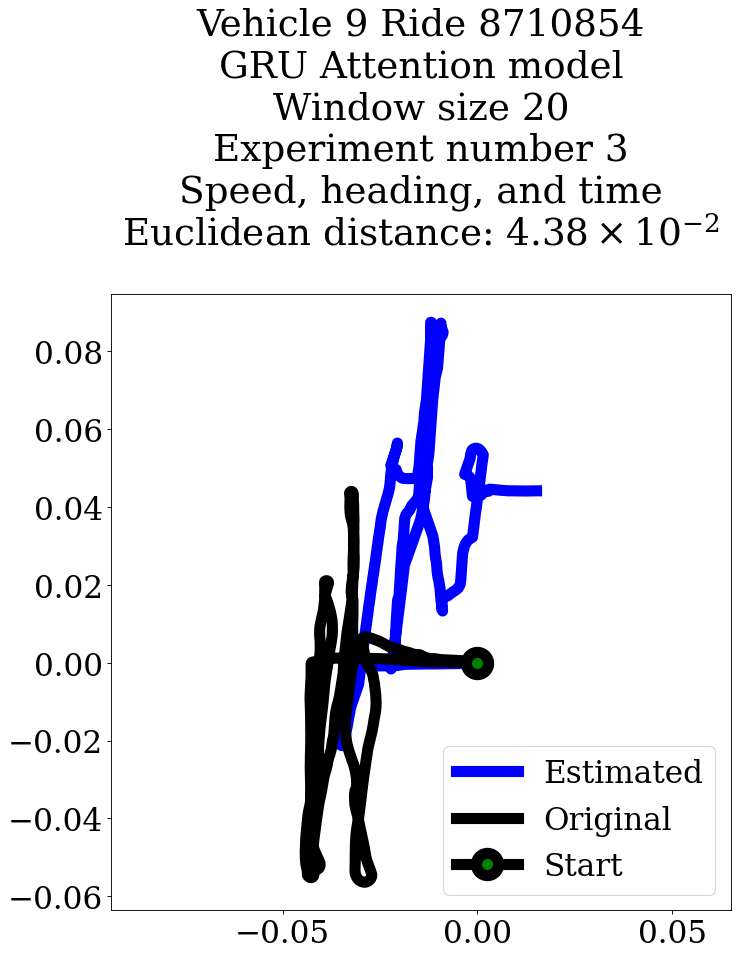 Vehicle 9 Ride 8710854
GRU Attention model
Window size 20
Experiment number 3
Speed, heading, and time
Euclidean distance: 4.38 × 10⁻²
0.08
0.06
0.04
0.02
0.00
−0.02
−0.04
−0.06
−0.05
0.00
0.05
Estimated
Original
Start